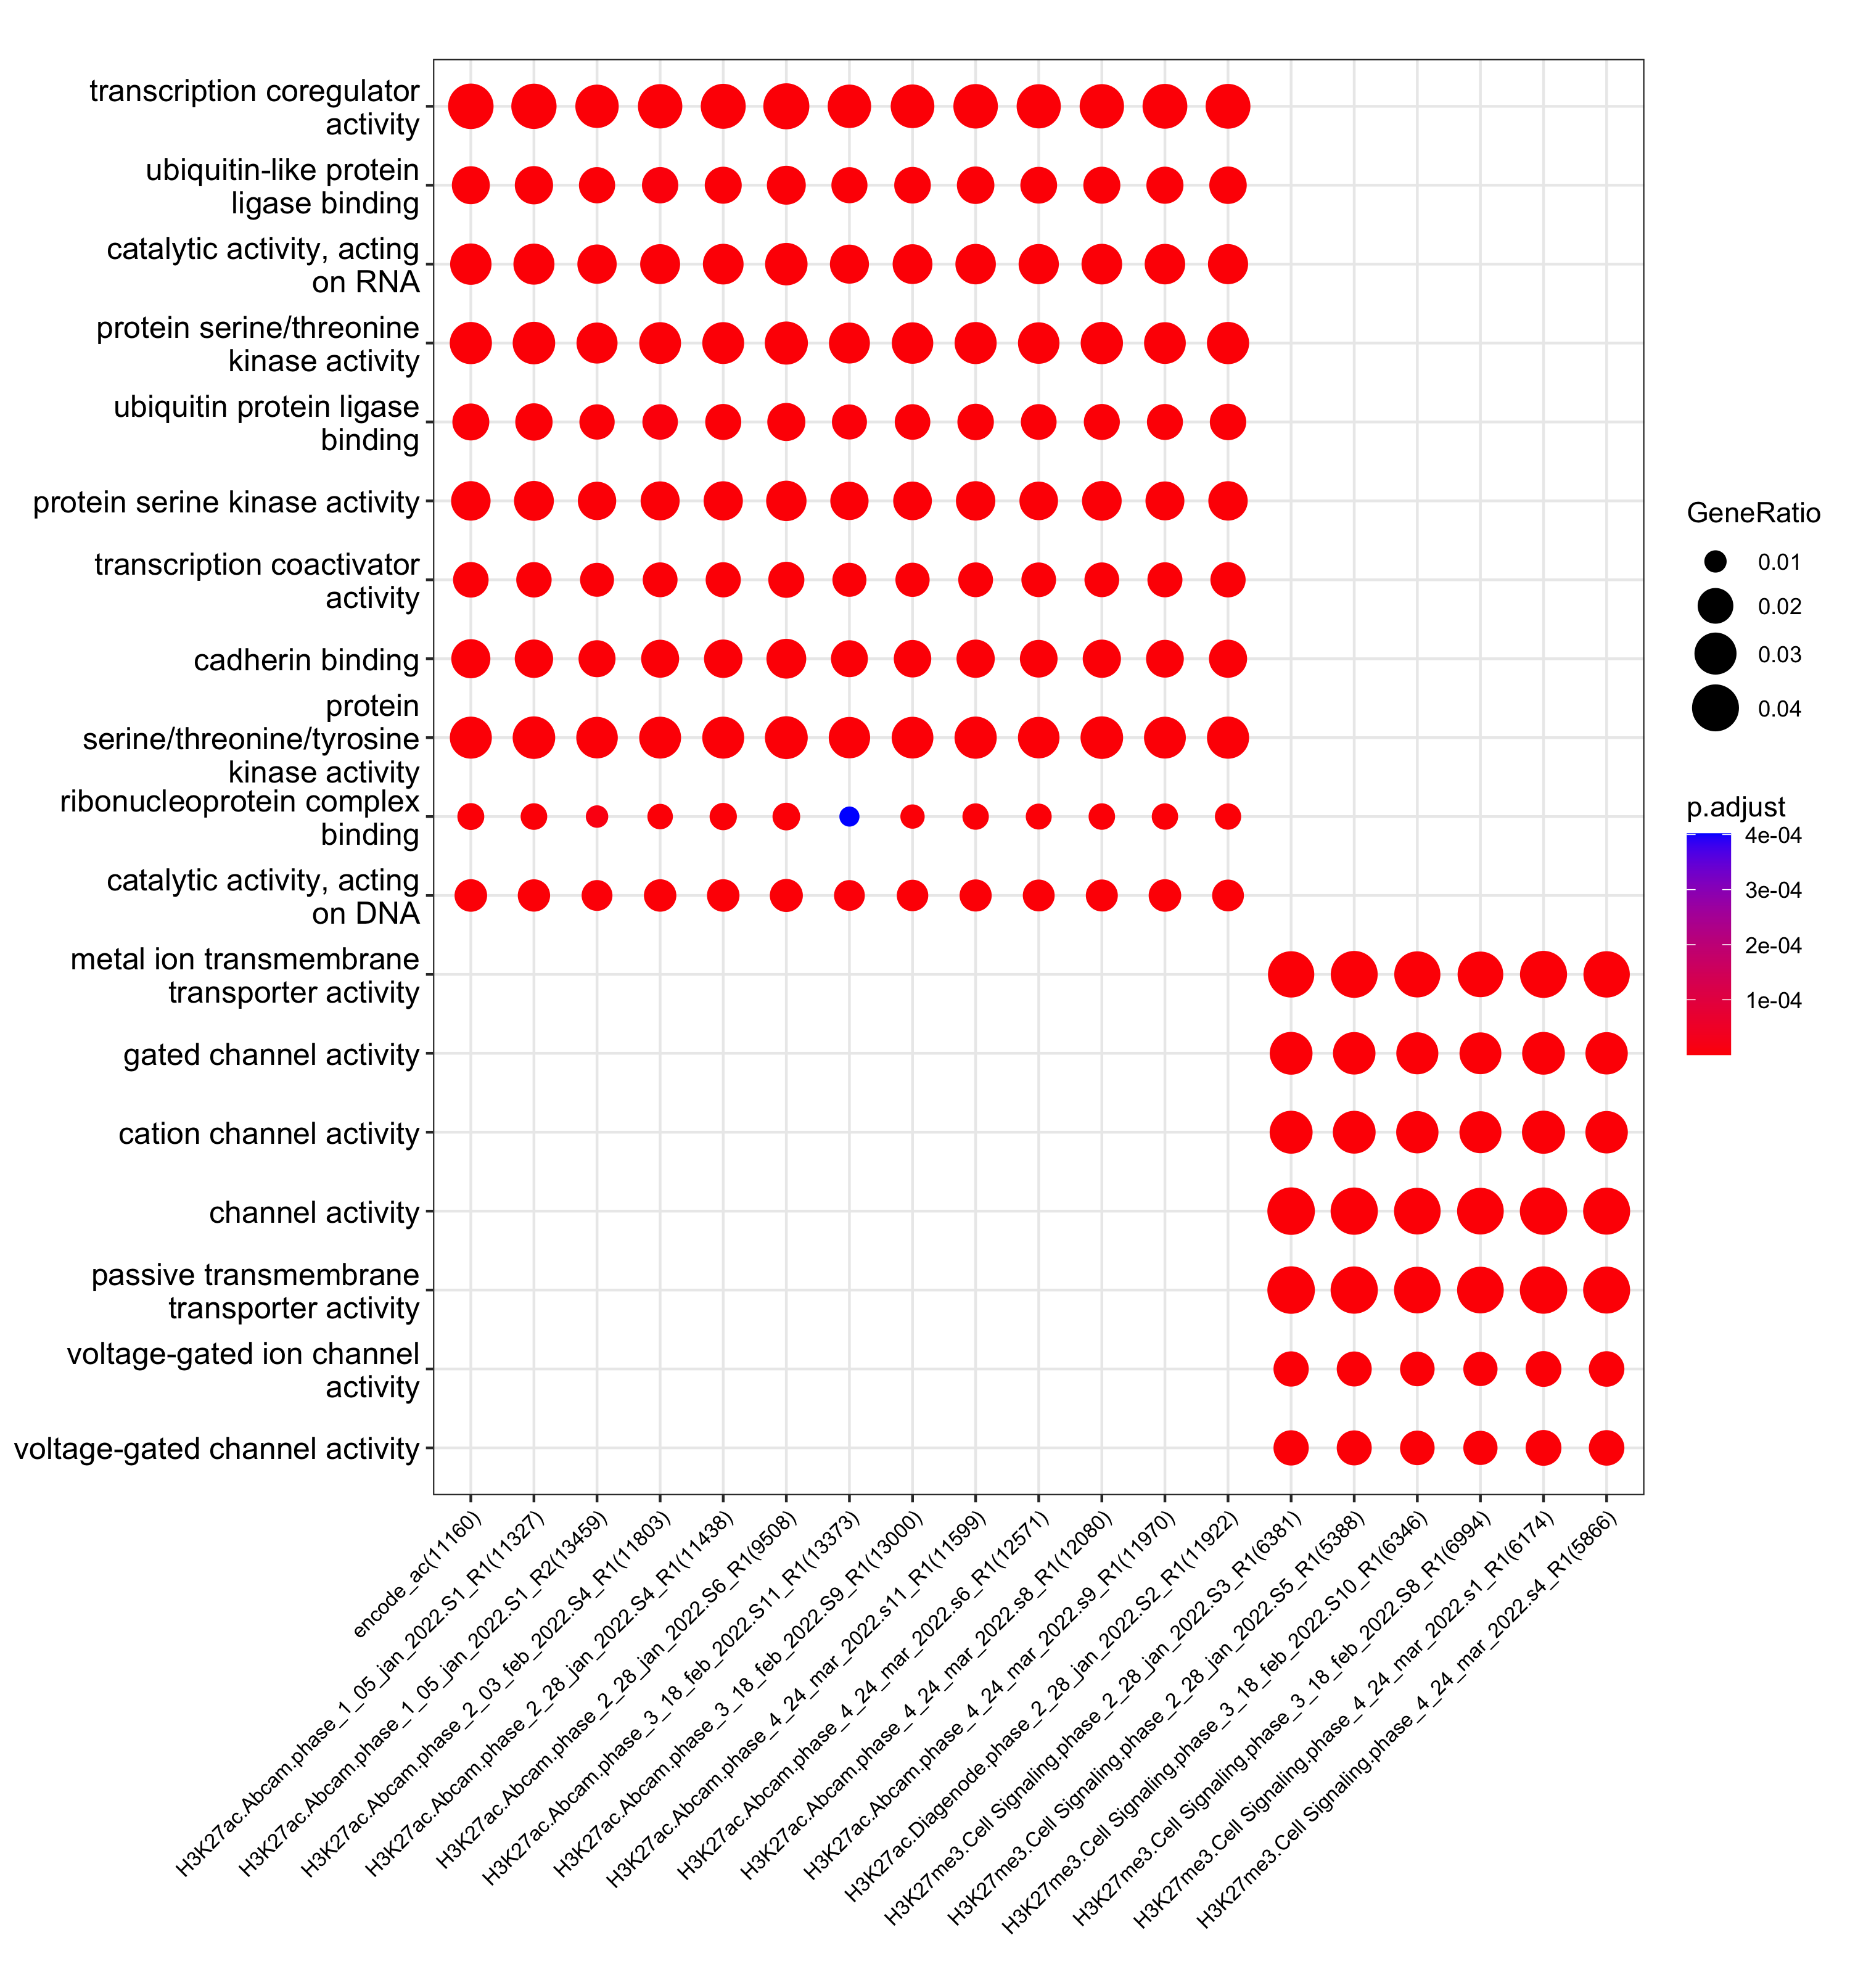 transcription coregulator
activity
ubiquitin-like protein
ligase binding
catalytic activity, acting
on RNA
protein serine/threonine
kinase activity
ubiquitin protein ligase
binding
protein serine kinase activity
transcription coactivator
activity
cadherin binding
protein
serine/threonine/tyrosine
kinase activity
ribonucleoprotein complex
binding
catalytic activity, acting
on DNA
metal ion transmembrane
transporter activity
gated channel activity
cation channel activity
channel activity
passive transmembrane
transporter activity
voltage-gated ion channel
activity
voltage-gated channel activity
encode_ac(11160)
H3K27ac.Abcam.phase_1_05_jan_2022.S1_R1(11327)
H3K27ac.Abcam.phase_1_05_jan_2022.S1_R2(13459)
H3K27ac.Abcam.phase_2_03_feb_2022.S4_R1(11803)
H3K27ac.Abcam.phase_2_28_jan_2022.S4_R1(11438)
H3K27ac.Abcam.phase_2_28_jan_2022.S6_R1(9508)
H3K27ac.Abcam.phase_3_18_feb_2022.S11_R1(13373)
H3K27ac.Abcam.phase_3_18_feb_2022.S9_R1(13000)
H3K27ac.Abcam.phase_4_24_mar_2022.s11_R1(11599)
H3K27ac.Abcam.phase_4_24_mar_2022.s6_R1(12571)
H3K27ac.Abcam.phase_4_24_mar_2022.s8_R1(12080)
H3K27ac.Abcam.phase_4_24_mar_2022.s9_R1(11970)
H3K27ac.Diagenode.phase_2_28_jan_2022.S2_R1(11922)
H3K27me3.Cell Signaling.phase_2_28_jan_2022.S3_R1(6381)
H3K27me3.Cell Signaling.phase_2_28_jan_2022.S5_R1(5388)
H3K27me3.Cell Signaling.phase_3_18_feb_2022.S10_R1(6346)
H3K27me3.Cell Signaling.phase_3_18_feb_2022.S8_R1(6994)
H3K27me3.Cell Signaling.phase_4_24_mar_2022.s1_R1(6174)
H3K27me3.Cell Signaling.phase_4_24_mar_2022.s4_R1(5866)
GeneRatio
0.01
0.02
0.03
0.04
p.adjust
4e-04
3e-04
2e-04
1e-04